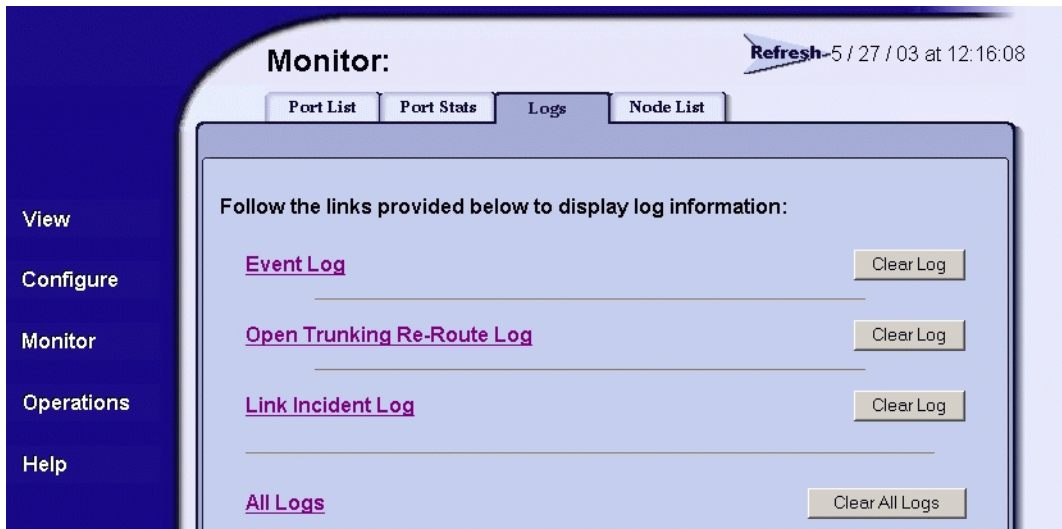 Monitor:
Refresh-5 / 27 / 03 at 12:16:08
Port List
Port Stats
Logs
Node List
View
Configure
Monitor
Operations
Help
Follow the links provided below to display log information:
Event Log
Clear Log
Open Trunking Re-Route Log
Clear Log
Link Incident Log
Clear Log
All Logs
Clear All Logs